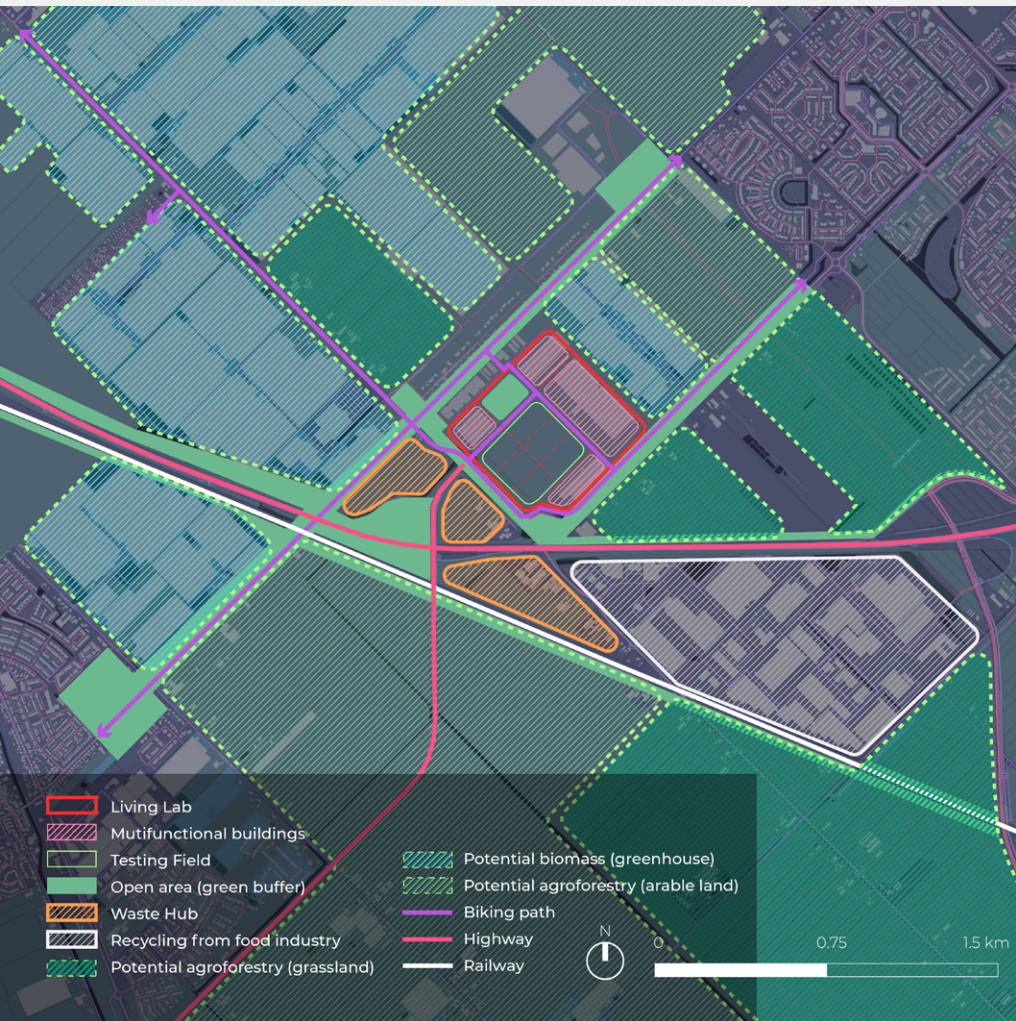 Living Lab
Mutifunctional buildings
Testing Field
Open area (green buffer)
Waste Hub
Recycling from food industry
Potential agroforestry (grassland)
Potential biomass (greenhouse)
Potential agroforestry (arable land)
Biking path
Highway
Railway
N
0 0.75 1.5 km